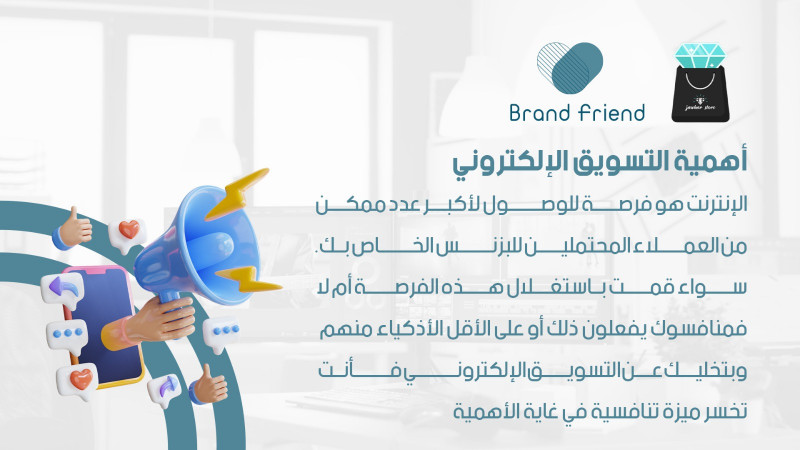 Brand Friend
jawhar store
أهمية التسويق الإلكتروني
الإنترنت هو فرصة للوصول لأكبر عدد ممكن
من العملاء المحتملين للبزنس الخاص بك.
سواء قمت باستغلال هذه الفرصة أم لا
فمنافسوك يفعلون ذلك أو على الأقل الأذكياء منهم
وبتخليك عن التسويق الإلكتروني فأنت
تخسر ميزة تنافسية في غاية الأهمية